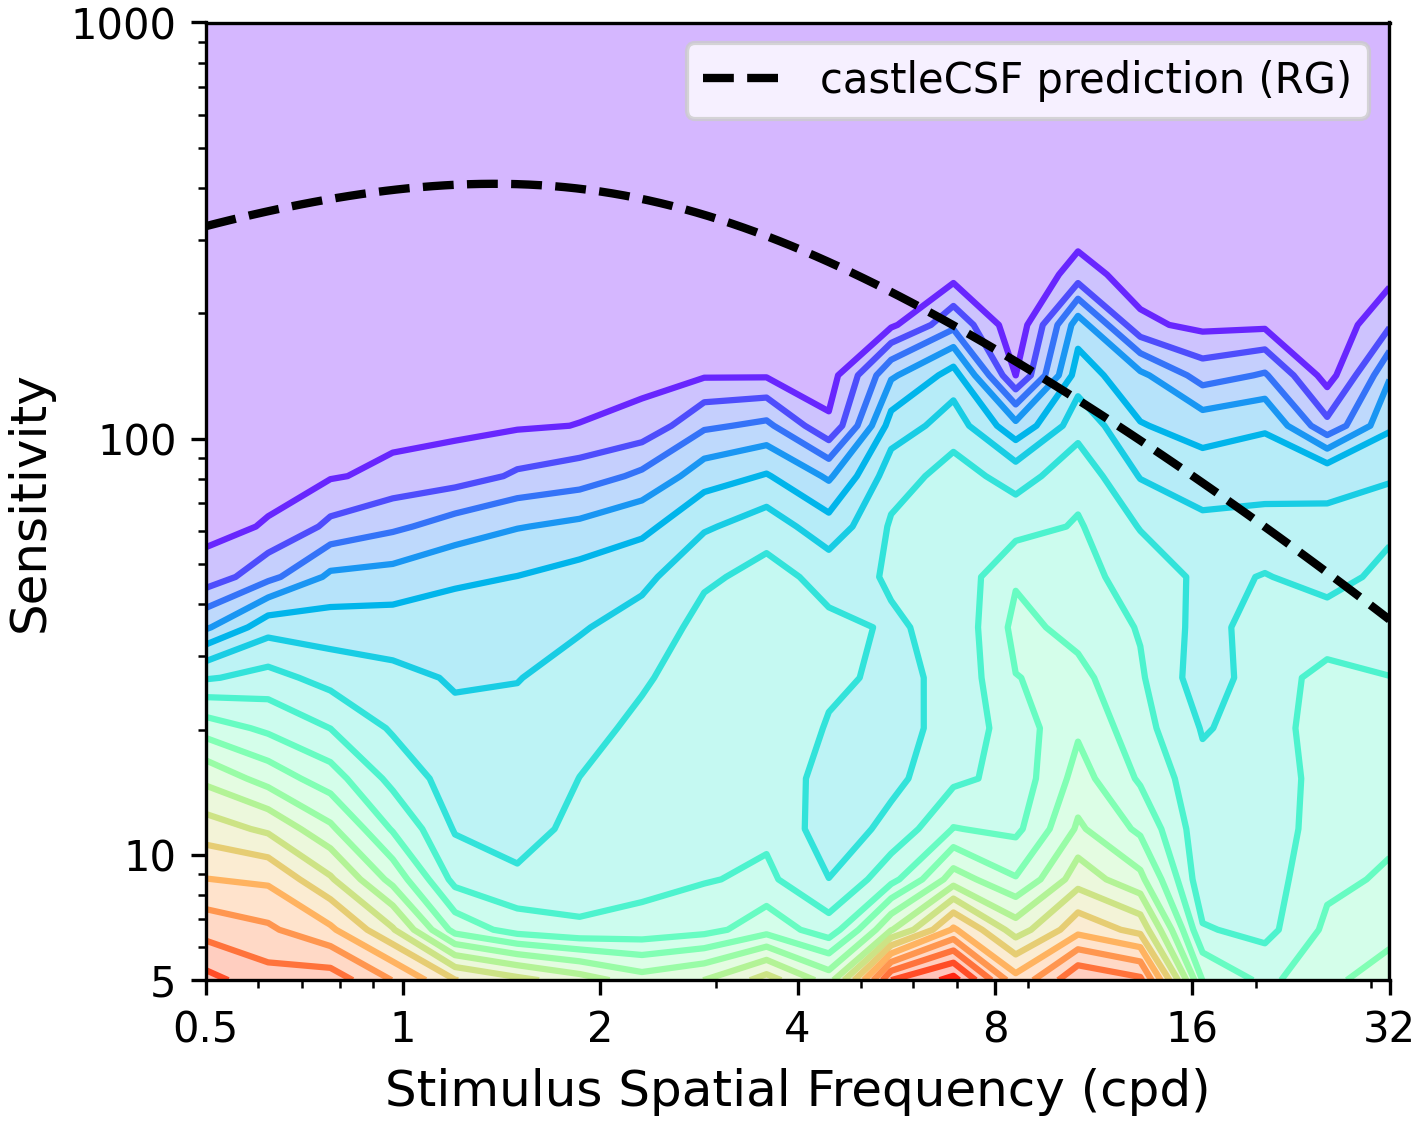 1000
castleCSF prediction (RG)
Sensitivity
100
10
5
0.5 1 2 4 8 16 32
Stimulus Spatial Frequency (cpd)